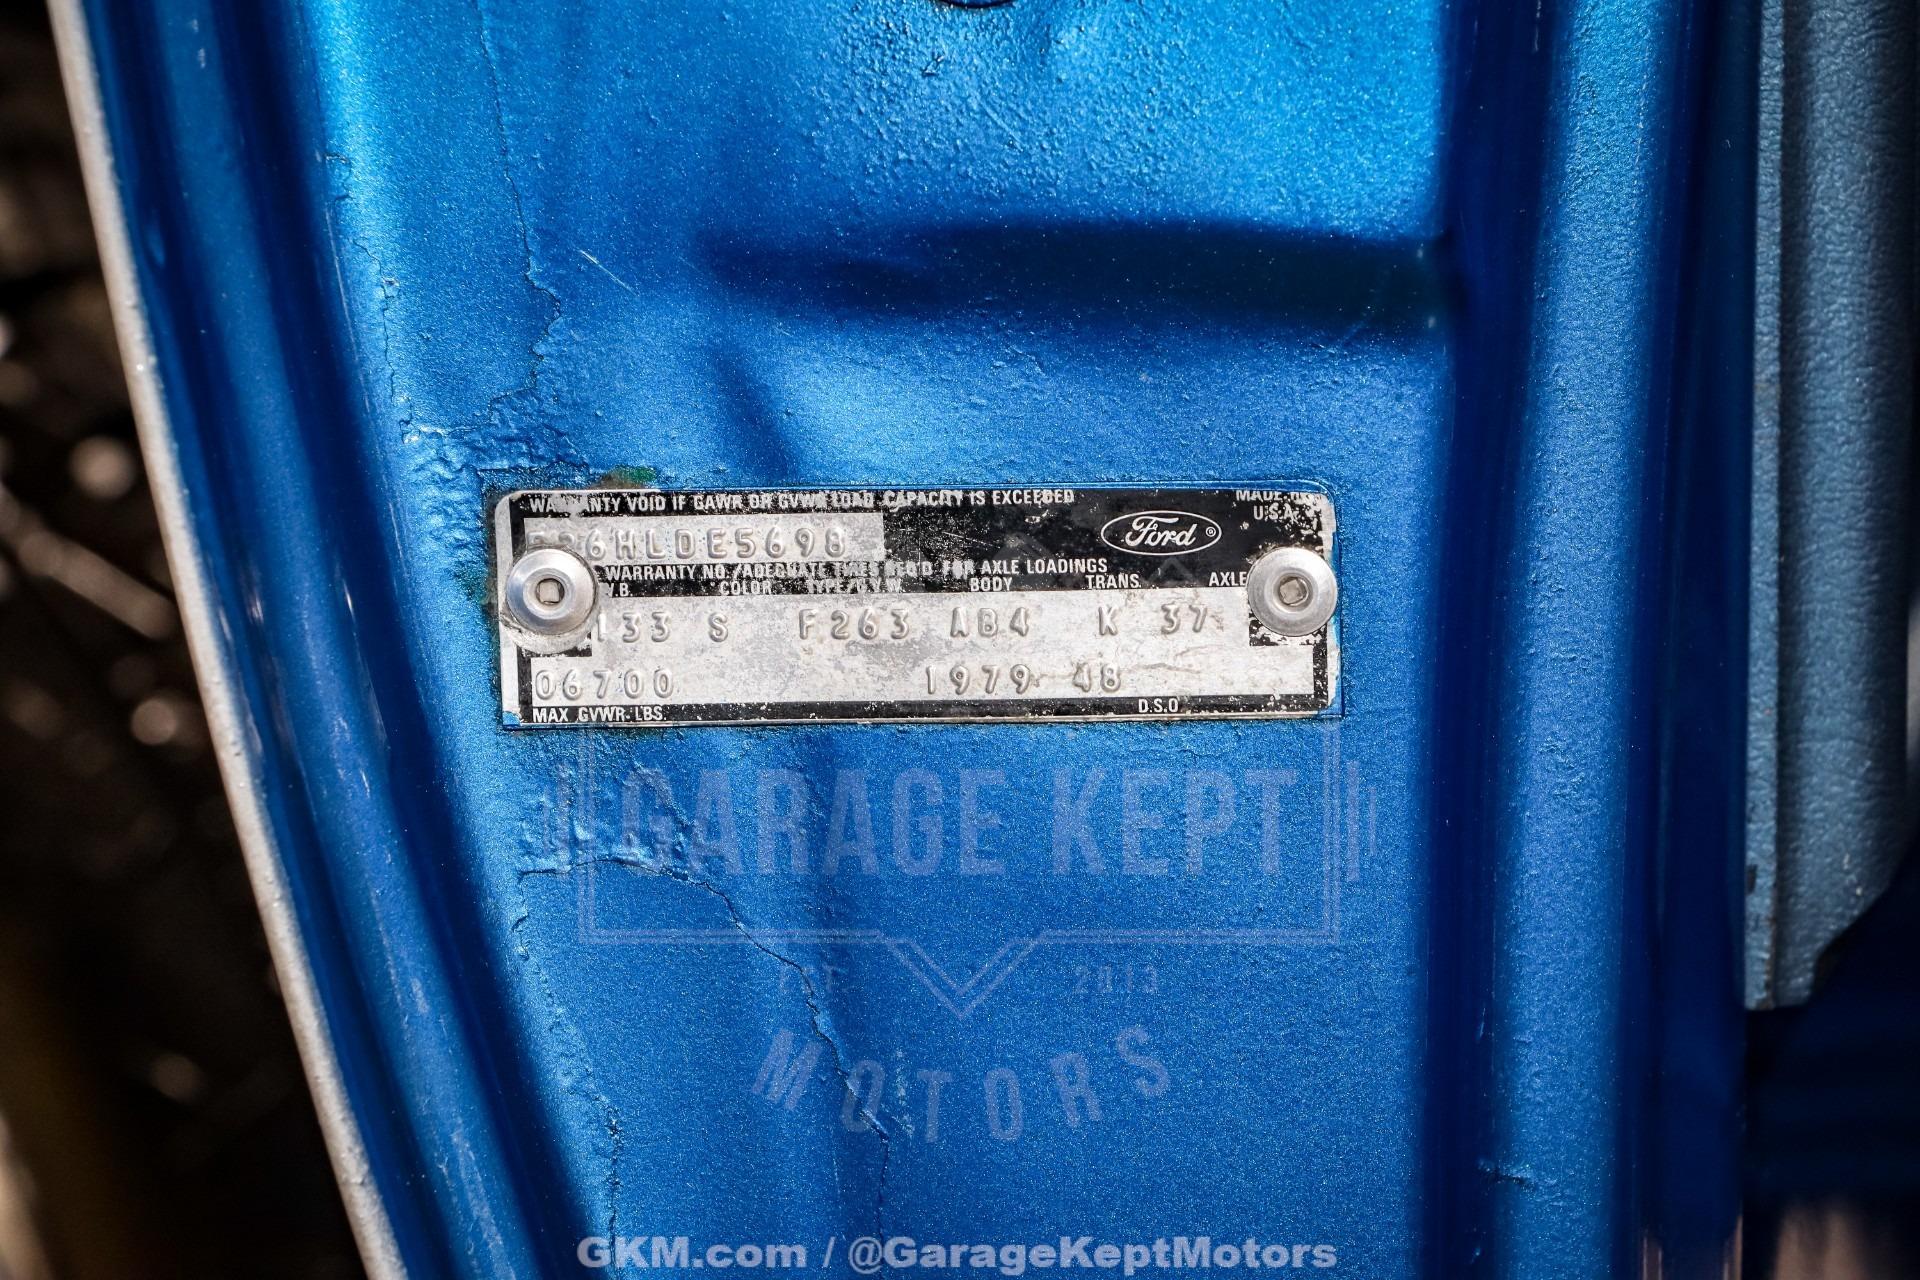 WARRANTY VOID IF GAWR OR GVWR LOAD CAPACITY IS EXCEEDED
MADE IN
U.S.A.
Ford ®
26HLDE5698
WARRANTY NO./ADEQUATE TIRES REQ'D FOR AXLE LOADINGS
W.B. COLOR TYPE/G.V.W. BODY TRANS. AXLE
133 S F263 AB4 K 37
06700 1979 48
MAX GVWR. LBS. D.S.O.
GARAGE KEPT
EST 2013
MOTORS
GKM.com / @GarageKeptMotors